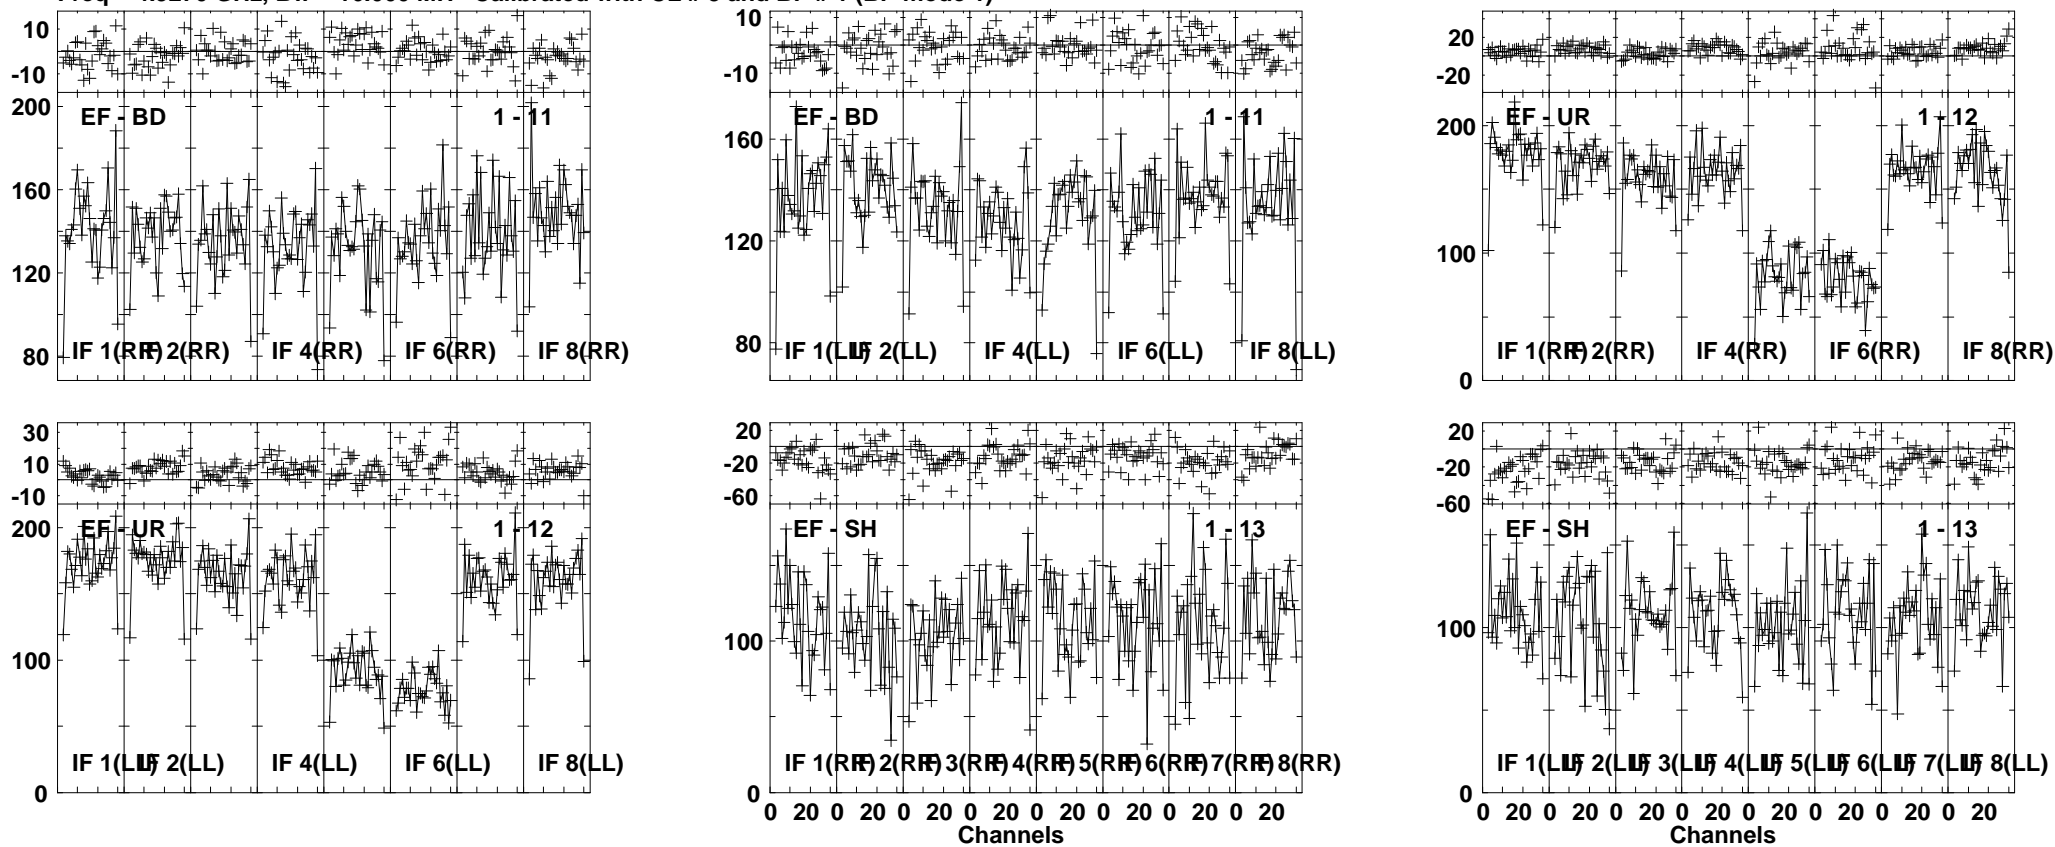 10
-10
200
160
120
80
EF - BD
1 - 11
IF 1(RR)
IF 2(RR)
IF 4(RR)
IF 6(RR)
IF 8(RR)
10
-10
160
120
80
EF - BD
1 - 11
IF 1(LL)
IF 2(LL)
IF 4(LL)
IF 6(LL)
IF 8(LL)
20
-20
200
100
0
EF - UR
1 - 12
IF 1(RR)
IF 2(RR)
IF 4(RR)
IF 6(RR)
IF 8(RR)
30
10
-10
200
100
0
EF - UR
1 - 12
IF 1(LL)
IF 2(LL)
IF 4(LL)
IF 6(LL)
IF 8(LL)
20
-20
-60
100
0
EF - SH
1 - 13
IF 1(RR)
IF 2(RR)
IF 3(RR)
IF 4(RR)
IF 5(RR)
IF 6(RR)
IF 7(RR)
IF 8(RR)
0 20 0 20 0 20 0 20 0 20 0 20 0 20 0 20
Channels
20
-20
-60
100
0
EF - SH
1 - 13
IF 1(LL)
IF 2(LL)
IF 3(LL)
IF 4(LL)
IF 5(LL)
IF 6(LL)
IF 7(LL)
IF 8(LL)
0 20 0 20 0 20 0 20 0 20 0 20 0 20 0 20
Channels